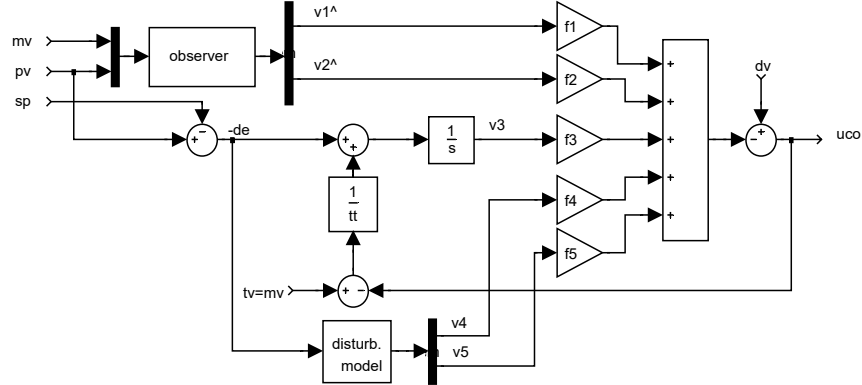 v1^
f1
mv
observer
v2^
f2
pv
dv
sp
-de
v3
1
s
f3
uco
1
tt
f4
f5
tv=mv
v4
disturb.
model
v5